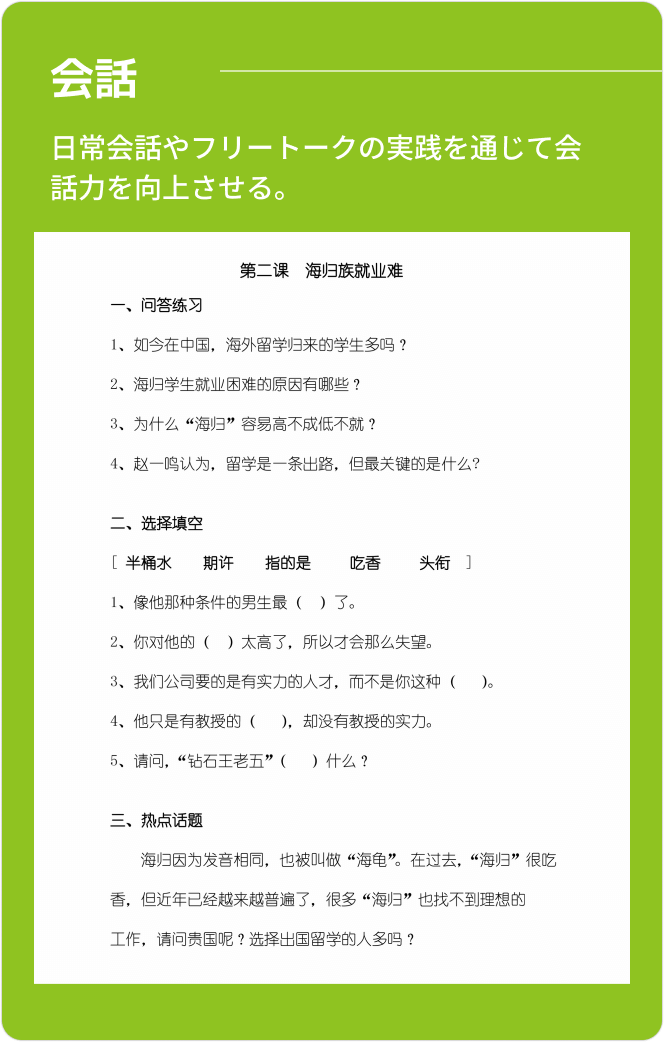 会話
日常会話やフリートークの実践を通じて会
話力を向上させる。
第二课　海归族就业难
一、问答练习
1、如今在中国，海外留学归来的学生多吗？
2、海归学生就业困难的原因有哪些？
3、为什么“海归”容易高不成低不就？
4、赵一鸣认为，留学是一条出路，但最关键的是什么?
二、选择填空
[ 半桶水　　期许　　指的是　　 吃香　　 头衔　]
1、像他那种条件的男生最（　）了。
2、你对他的（　）太高了，所以才会那么失望。
3、我们公司要的是有实力的人才，而不是你这种（　 ）。
4、他只是有教授的（　 ），却没有教授的实力。
5、请问，“钻石王老五”（　 ）什么？
三、热点话题
海归因为发音相同，也被叫做“海龟”。在过去，“海归”很吃
香，但近年已经越来越普遍了，很多“海归”也找不到理想的
工作，请问贵国呢？选择出国留学的人多吗？